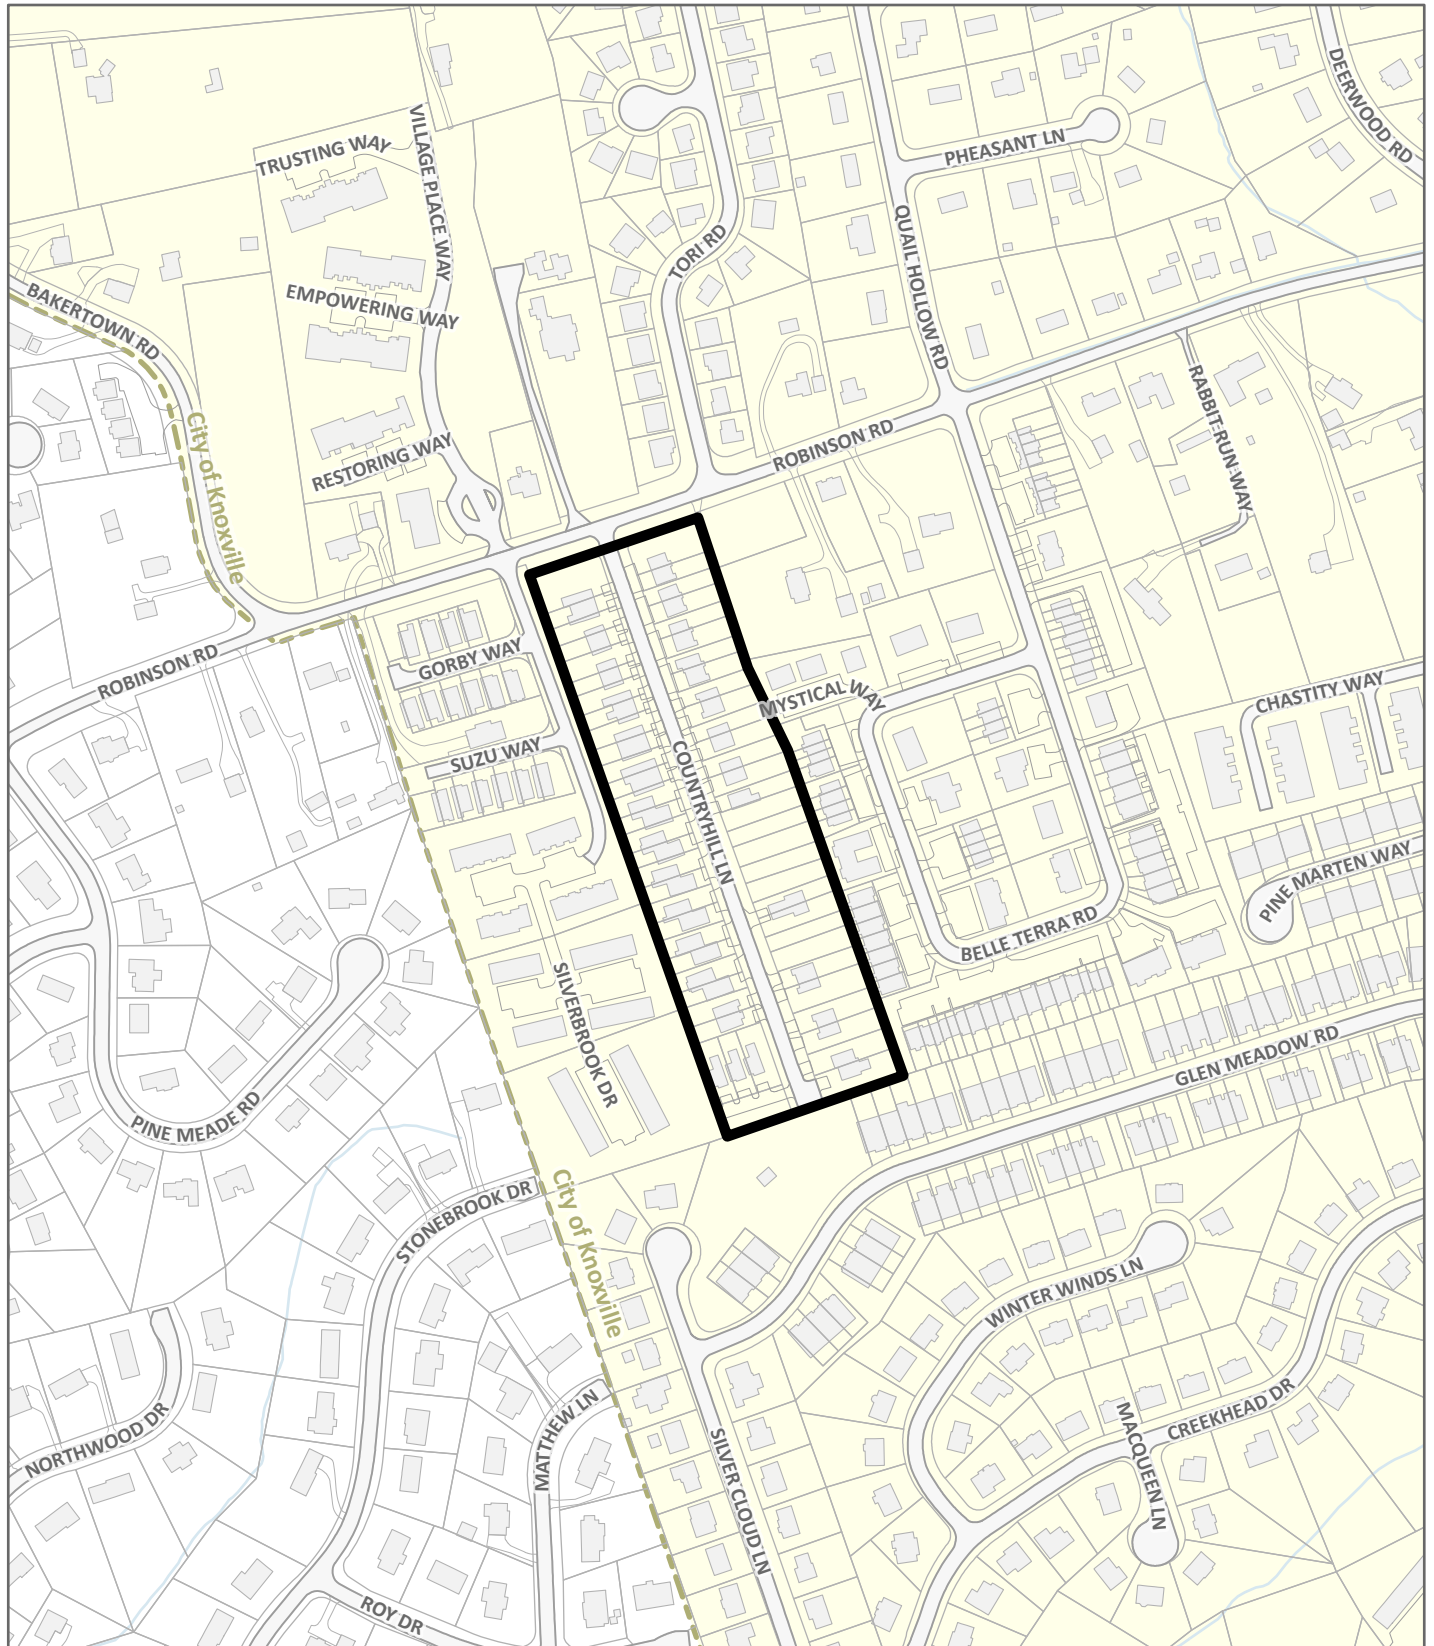 DEERWOOD RD
TRUSTING WAY
VILLAGE PLACE WAY
PHEASANT LN
QUAIL HOLLOW RD
TORI RD
BAKERTOWN RD
EMPOWERING WAY
RABBIT RUN WAY
City of Knoxville
RESTORING WAY
ROBINSON RD
GORBY WAY
ROBINSON RD
MYSTICAL WAY
CHASTITY WAY
SUZU WAY
COUNTRYHILL LN
PINE MARTEN WAY
BELLE TERRA RD
SILVERBROOK DR
GLEN MEADOW RD
PINE MEADE RD
STONEBROOK DR
City of Knoxville
WINTER WINDS LN
NORTHWOOD DR
MATTHEW LN
SILVER CLOUD LN
MACQUEEN LN
CREEKHEAD DR
ROY DR